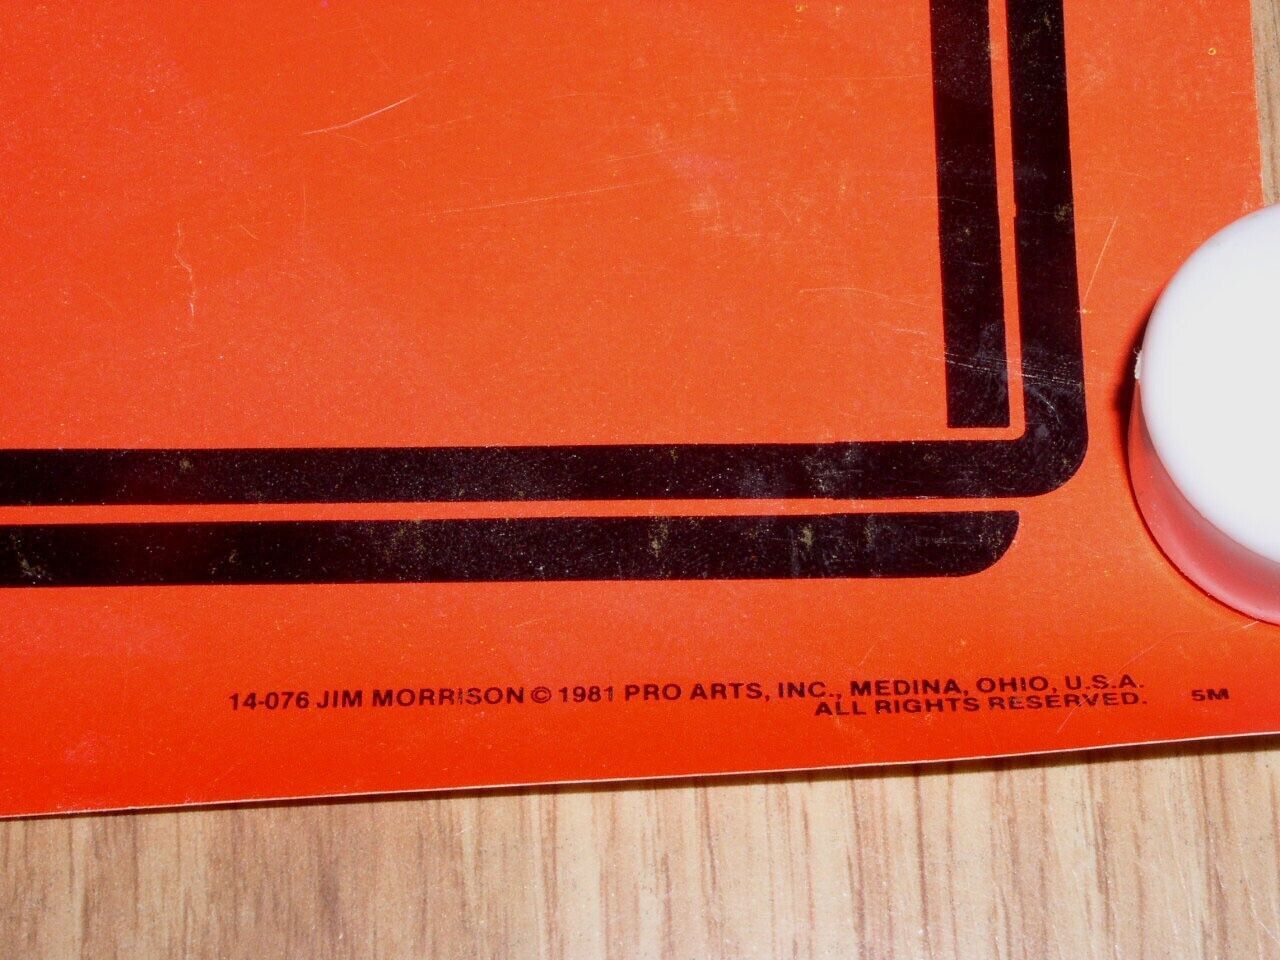 14-076 JIM MORRISON © 1981 PRO ARTS, INC., MEDINA, OHIO, U.S.A.
ALL RIGHTS RESERVED.
5M